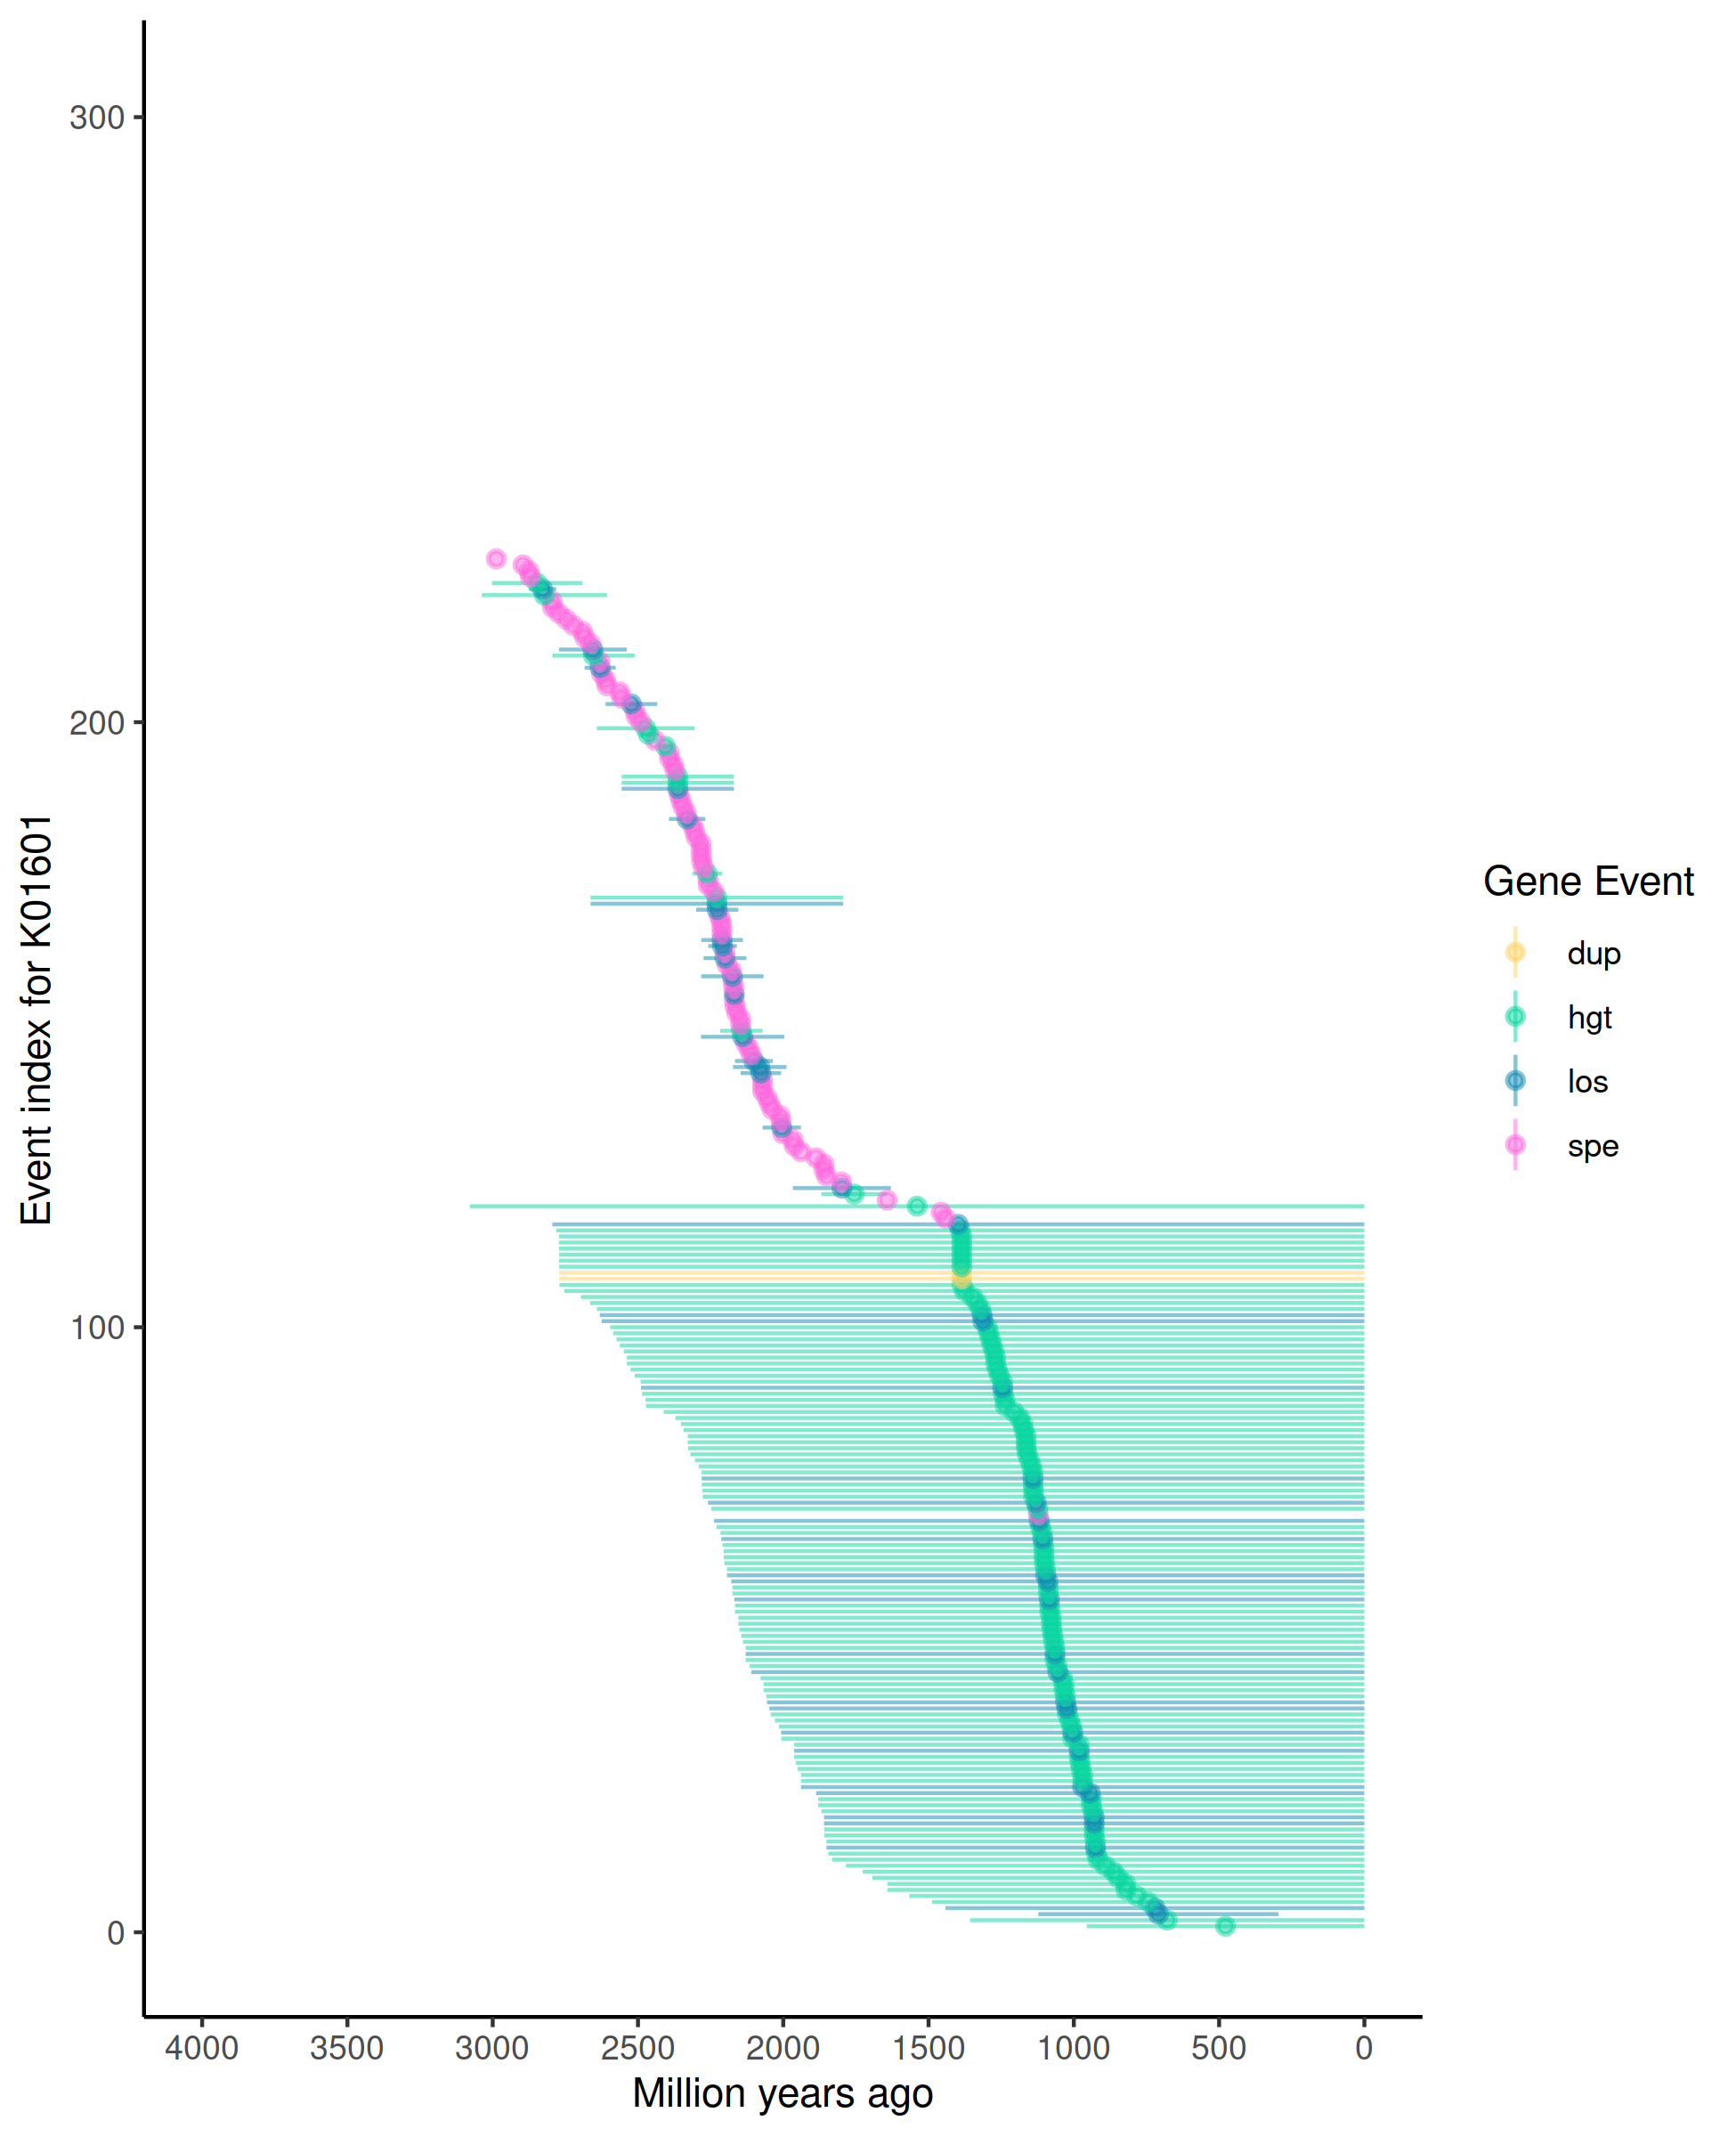 300
200
100
0
Event index for K01601
4000 3500 3000 2500 2000 1500 1000 500 0
Million years ago
Gene Event
dup
hgt
los
spe